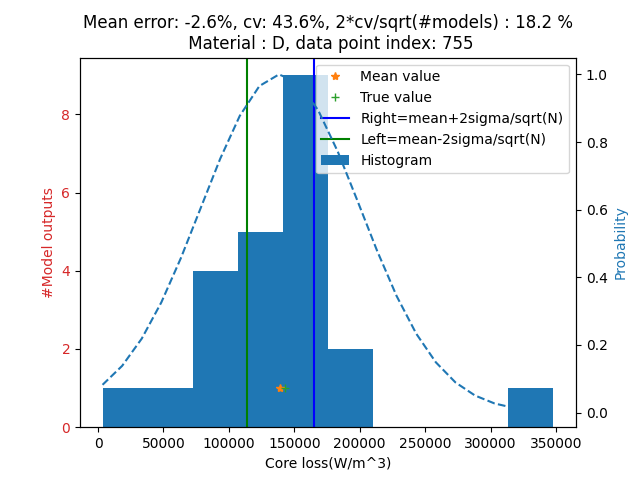 Mean error: -2.6%, cv: 43.6%, 2*cv/sqrt(#models) : 18.2 %
Material : D, data point index: 755
Mean value
True value
Right=mean+2sigma/sqrt(N)
Left=mean-2sigma/sqrt(N)
Histogram
#Model outputs
8
6
4
2
0
1.0
0.8
0.6
0.4
0.2
0.0
Probability
0 50000 100000 150000 200000 250000 300000 350000
Core loss(W/m^3)